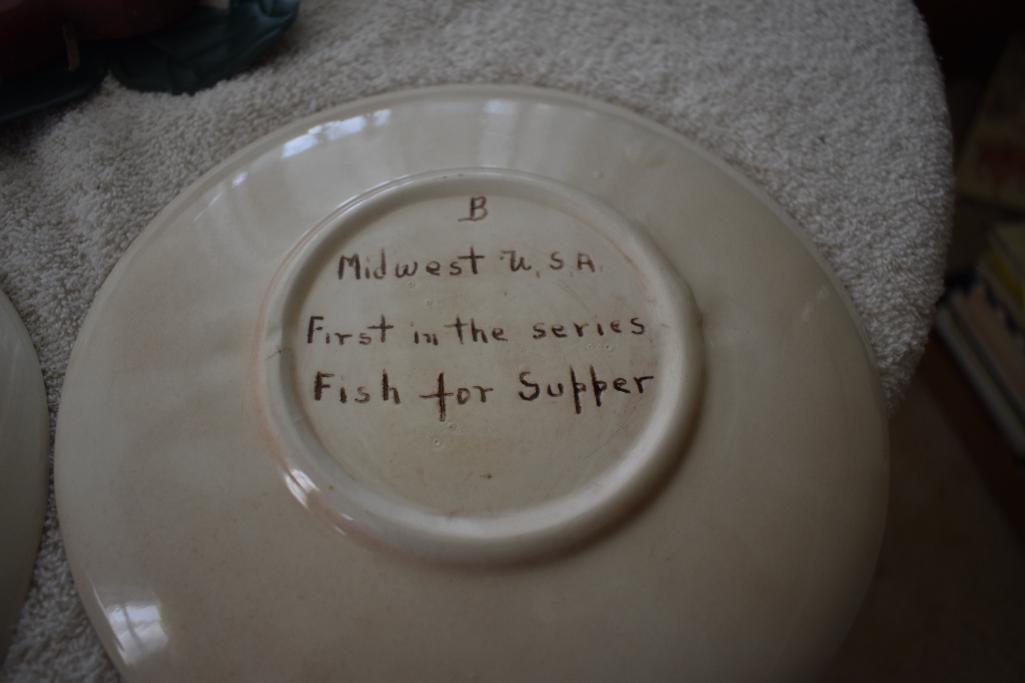 B
Midwest U.S.A.
First in the series
Fish for Supper